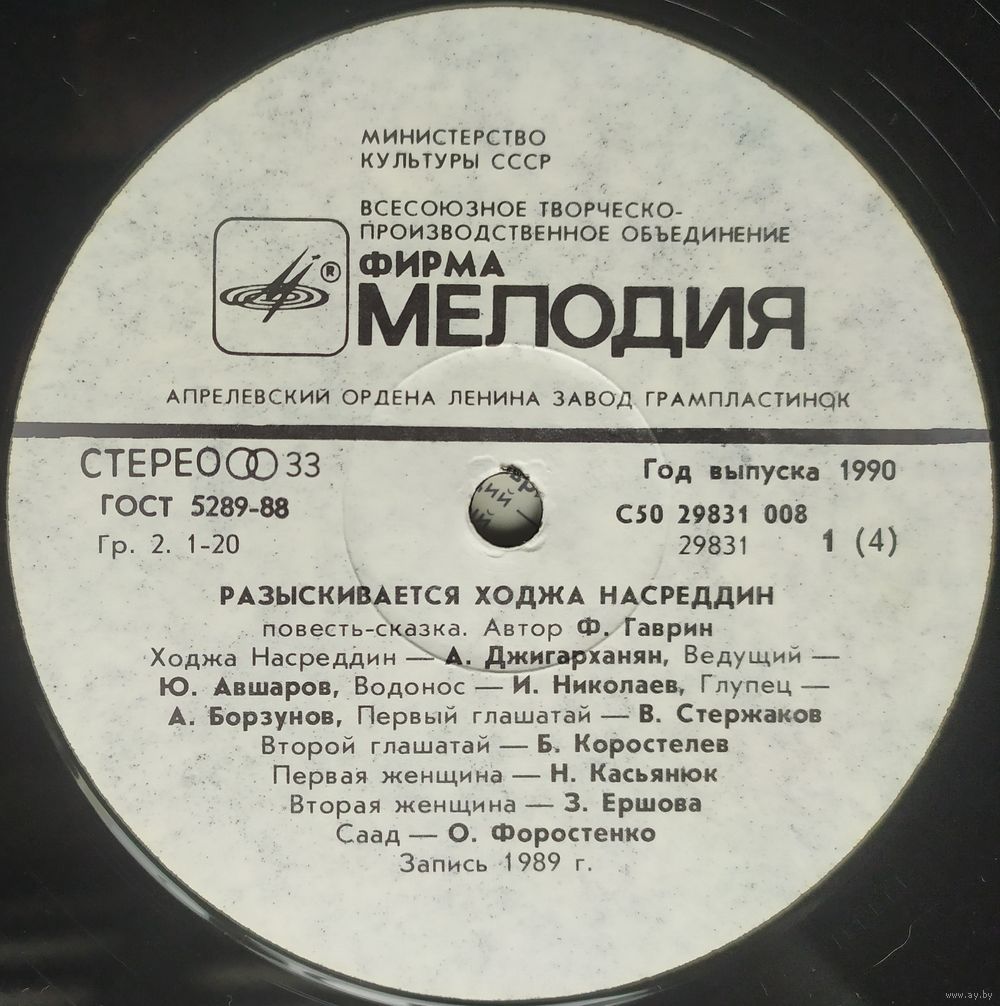 МИНИСТЕРСТВО
КУЛЬТУРЫ СССР
ВСЕСОЮЗНОЕ ТВОРЧЕСКО-
ПРОИЗВОДСТВЕННОЕ ОБЪЕДИНЕНИЕ
®
ФИРМА
МЕЛОДИЯ
АПРЕЛЕВСКИЙ ОРДЕНА ЛЕНИНА ЗАВОД ГРАМПЛАСТИНОК
СТЕРЕО 33
Год выпуска 1990
ГОСТ 5289-88
С50 29831 008
Гр. 2. 1-20
29831 1 (4)
РАЗЫСКИВАЕТСЯ ХОДЖА НАСРЕДДИН
повесть-сказка. Автор Ф. Гаврин
Ходжа Насреддин — А. Джигарханян, Ведущий —
Ю. Авшаров, Водонос — И. Николаев, Глупец —
А. Борзунов, Первый глашатай — В. Стержаков
Второй глашатай — Б. Коростелев
Первая женщина — Н. Касьянюк
Вторая женщина — З. Ершова
Саад — О. Форостенко
Запись 1989 г.
www.ay.by